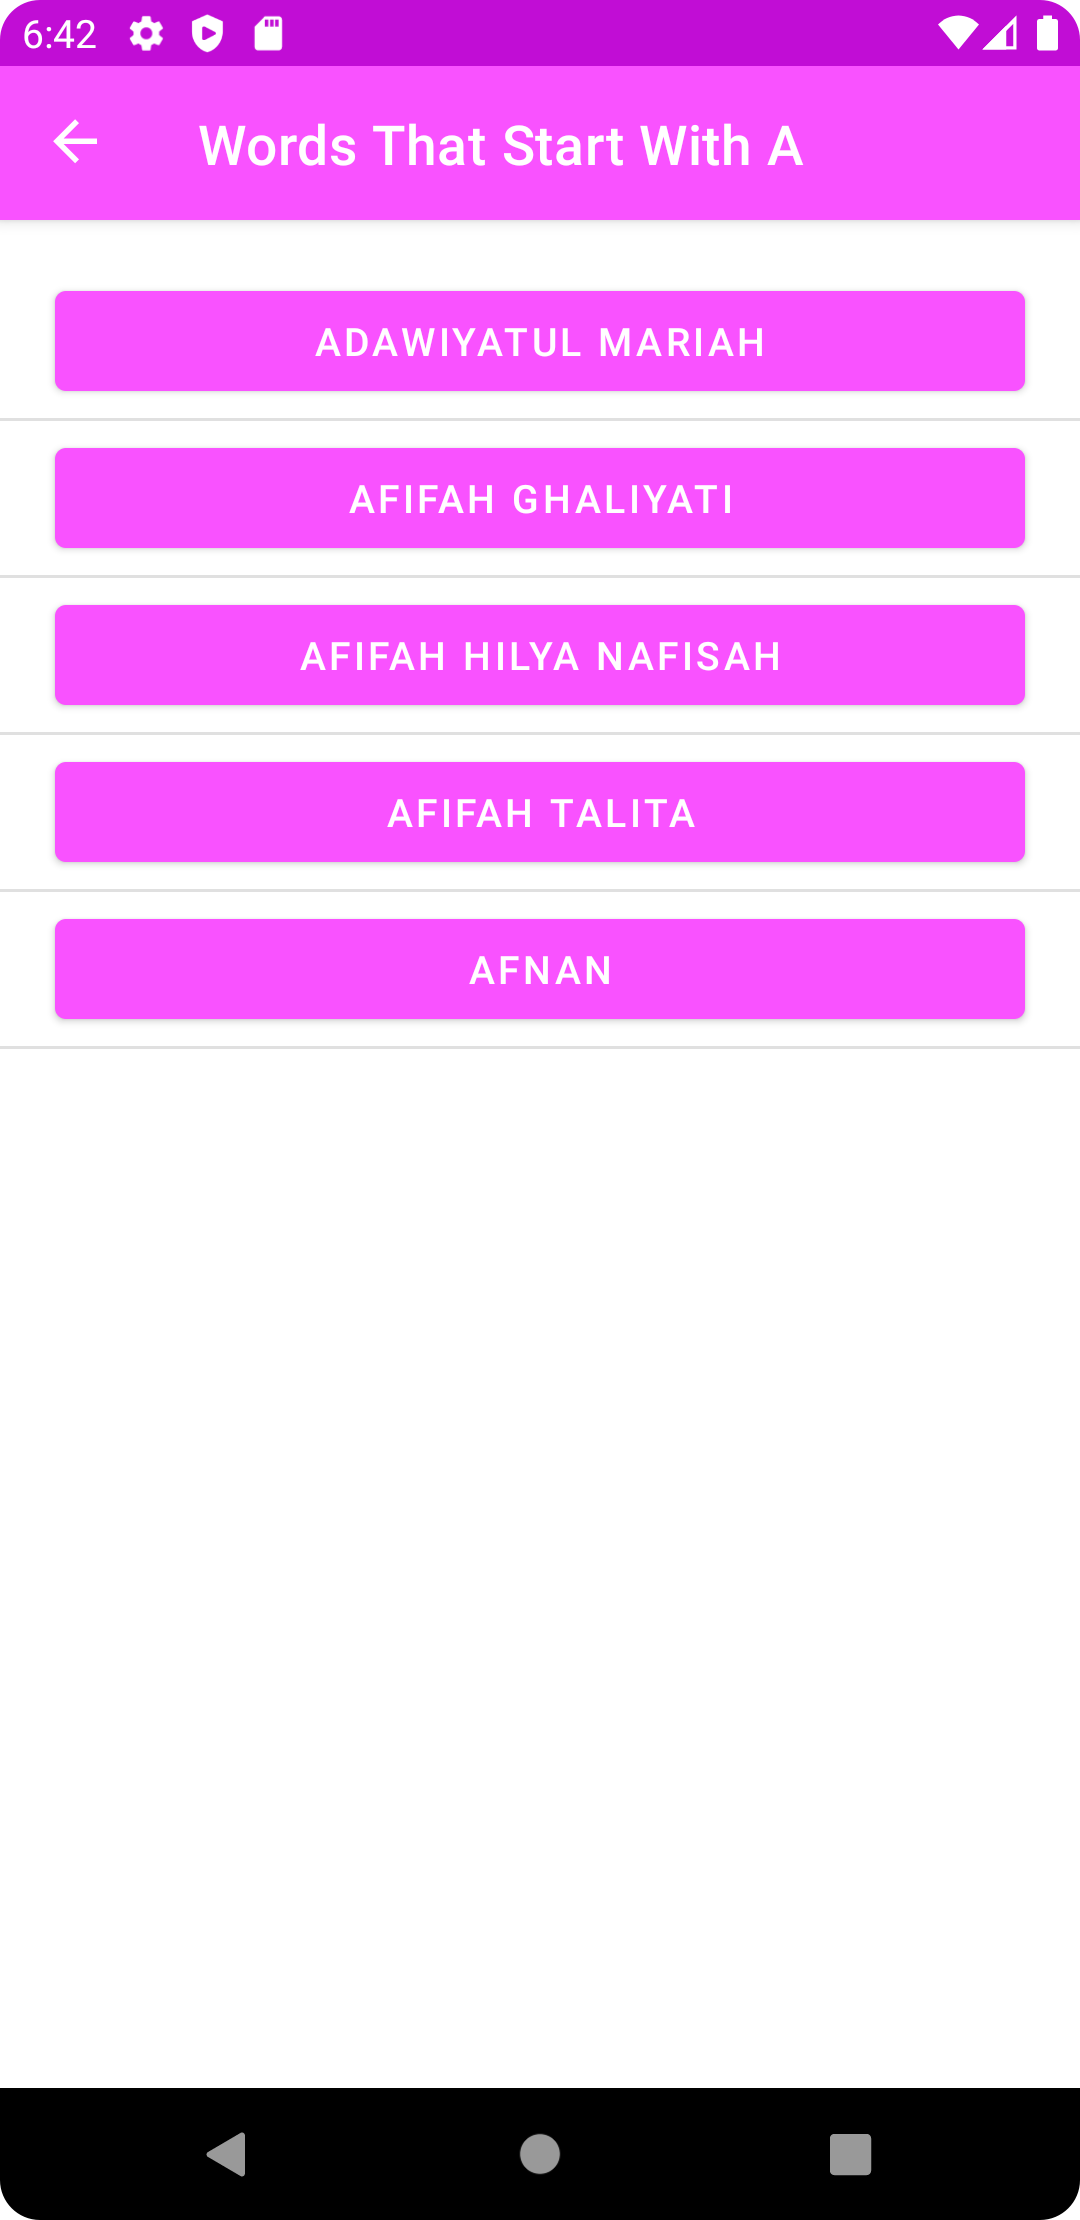 6:42
Words That Start With A
ADAWIYATUL MARIAH
AFIFAH GHALIYATI
AFIFAH HILYA NAFISAH
AFIFAH TALITA
AFNAN